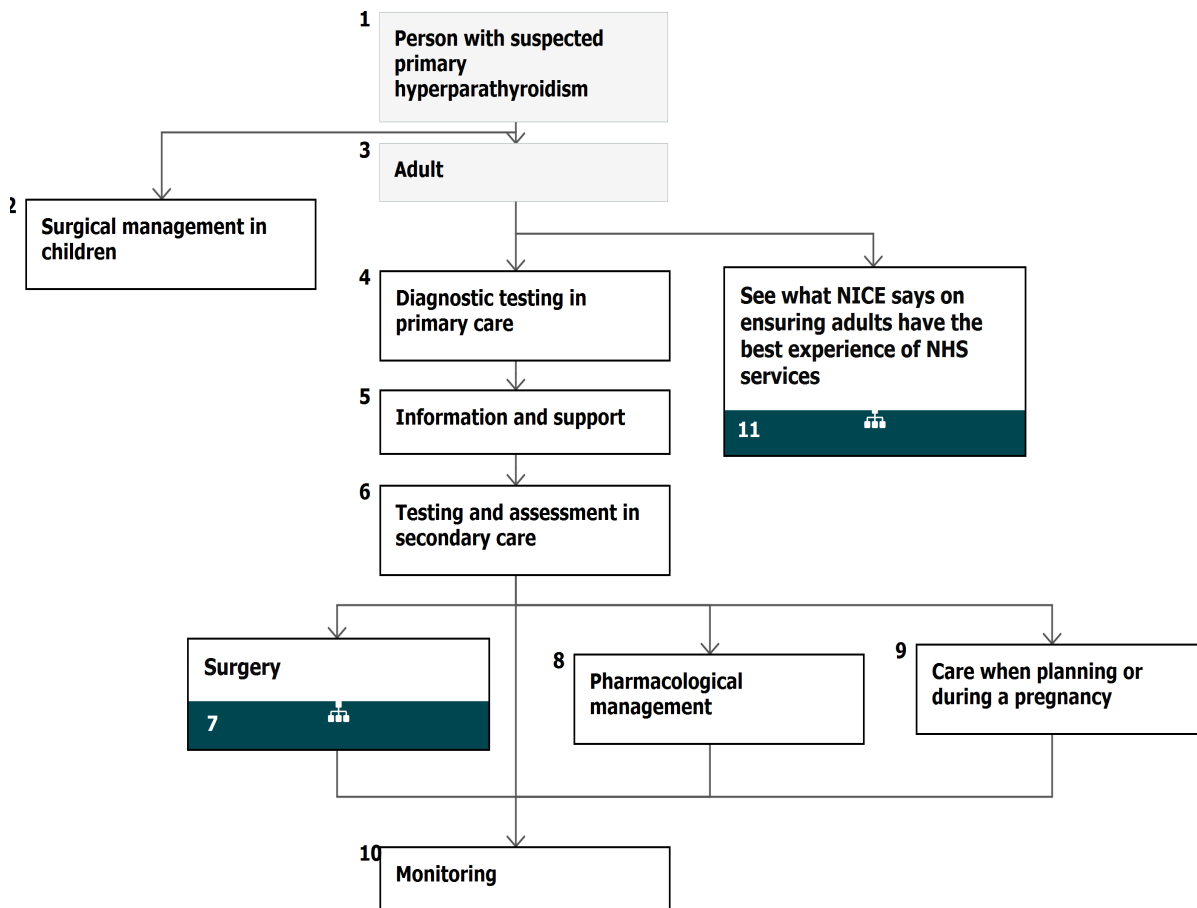 1
Person with suspected
primary
hyperparathyroidism
3
Adult
2
Surgical management in
children
4
Diagnostic testing in
primary care
See what NICE says on
ensuring adults have the
best experience of NHS
services
11
5
Information and support
6
Testing and assessment in
secondary care
Surgery
7
8
Pharmacological
management
9
Care when planning or
during a pregnancy
10
Monitoring